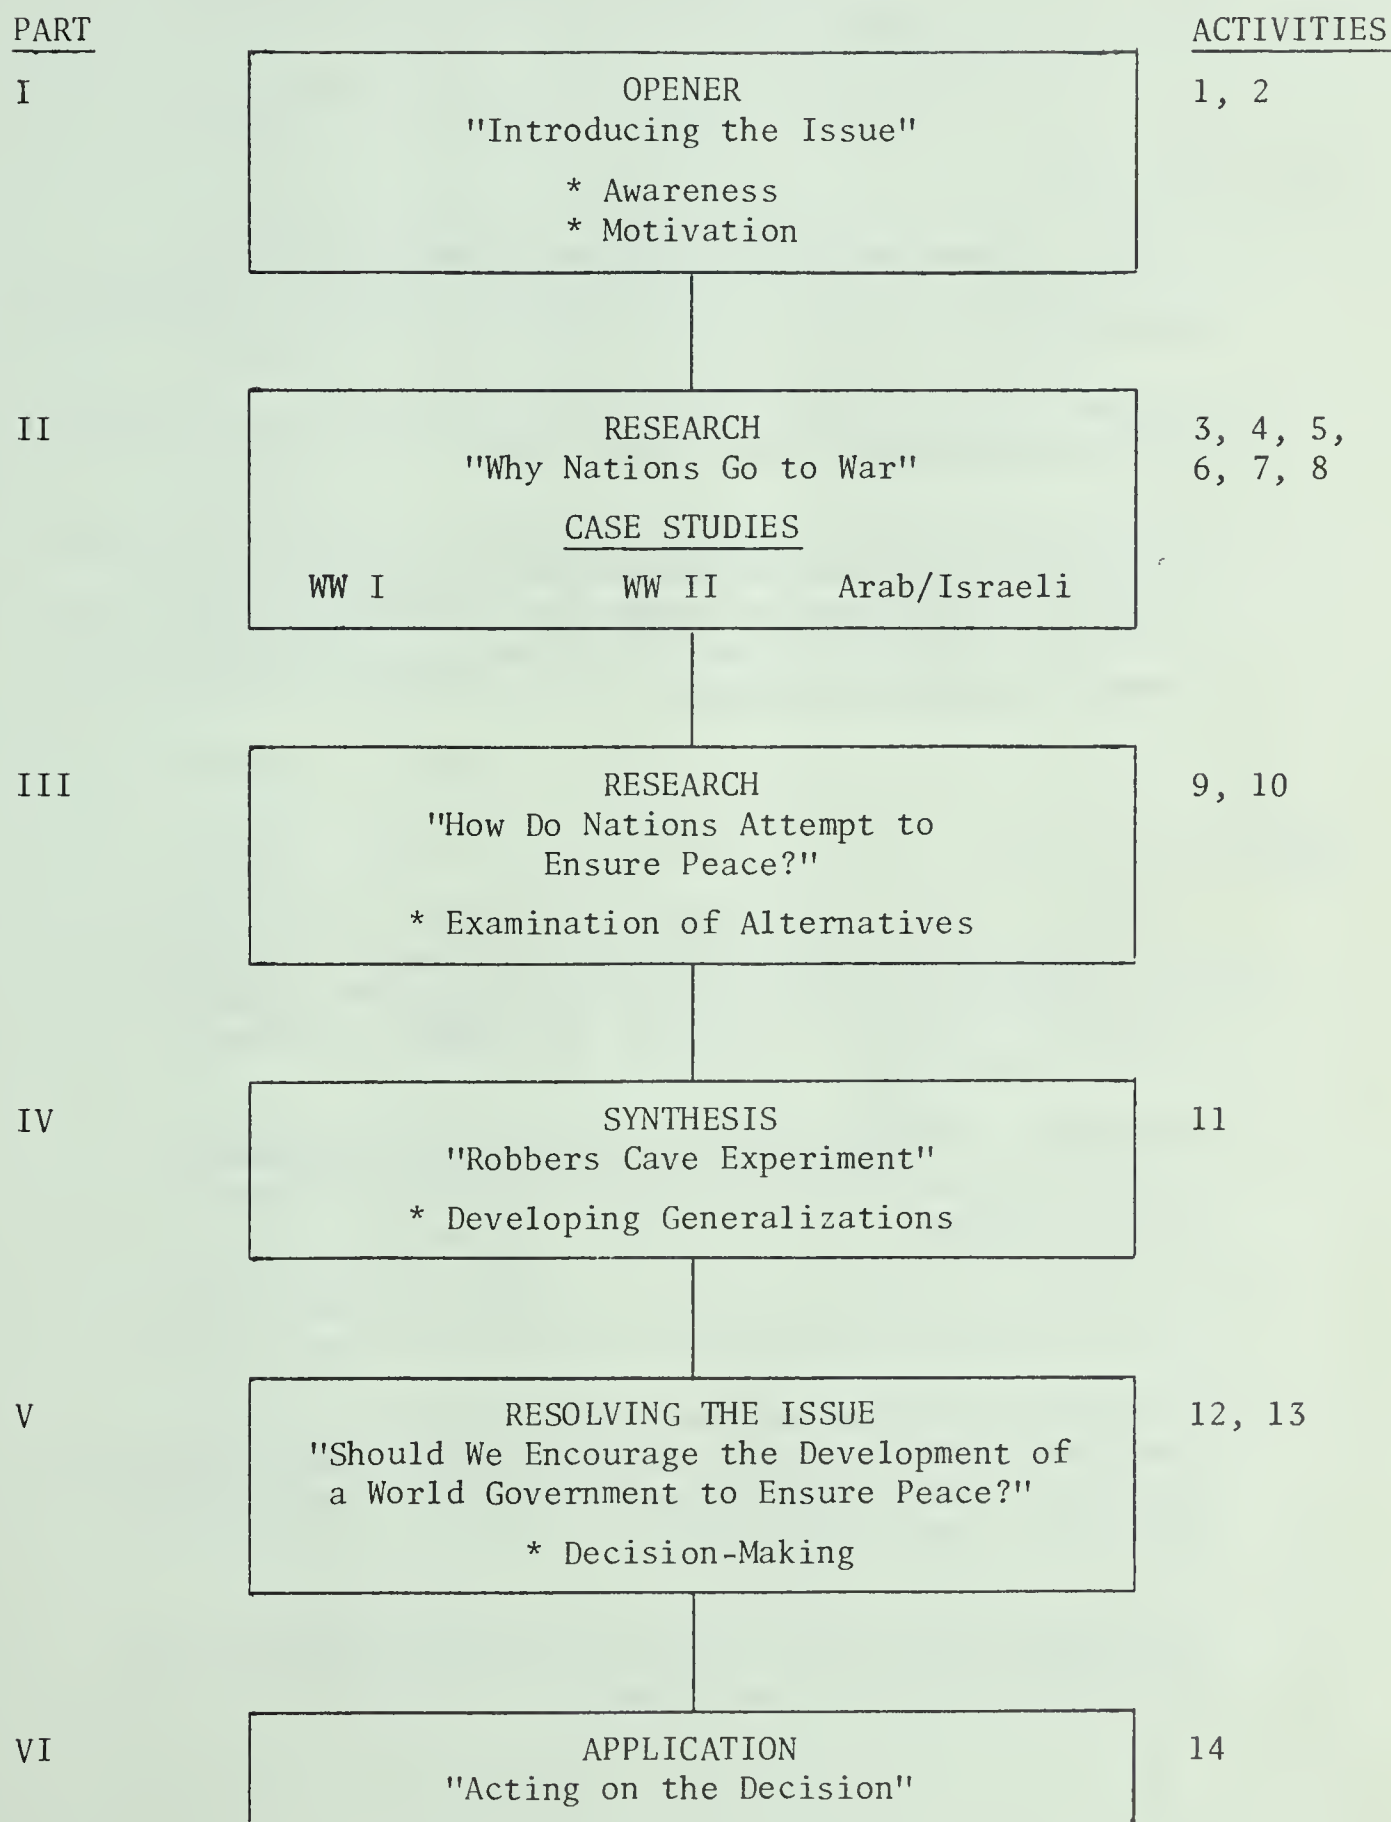 PART ACTIVITIES
I OPENER 1, 2
"Introducing the Issue"
* Awareness
* Motivation
II RESEARCH 3, 4, 5,
"Why Nations Go to War" 6, 7, 8
CASE STUDIES
WW I WW II Arab/Israeli
III RESEARCH 9, 10
"How Do Nations Attempt to
Ensure Peace?"
* Examination of Alternatives
IV SYNTHESIS 11
"Robbers Cave Experiment"
* Developing Generalizations
V RESOLVING THE ISSUE 12, 13
"Should We Encourage the Development of
a World Government to Ensure Peace?"
* Decision-Making
VI APPLICATION 14
"Acting on the Decision"